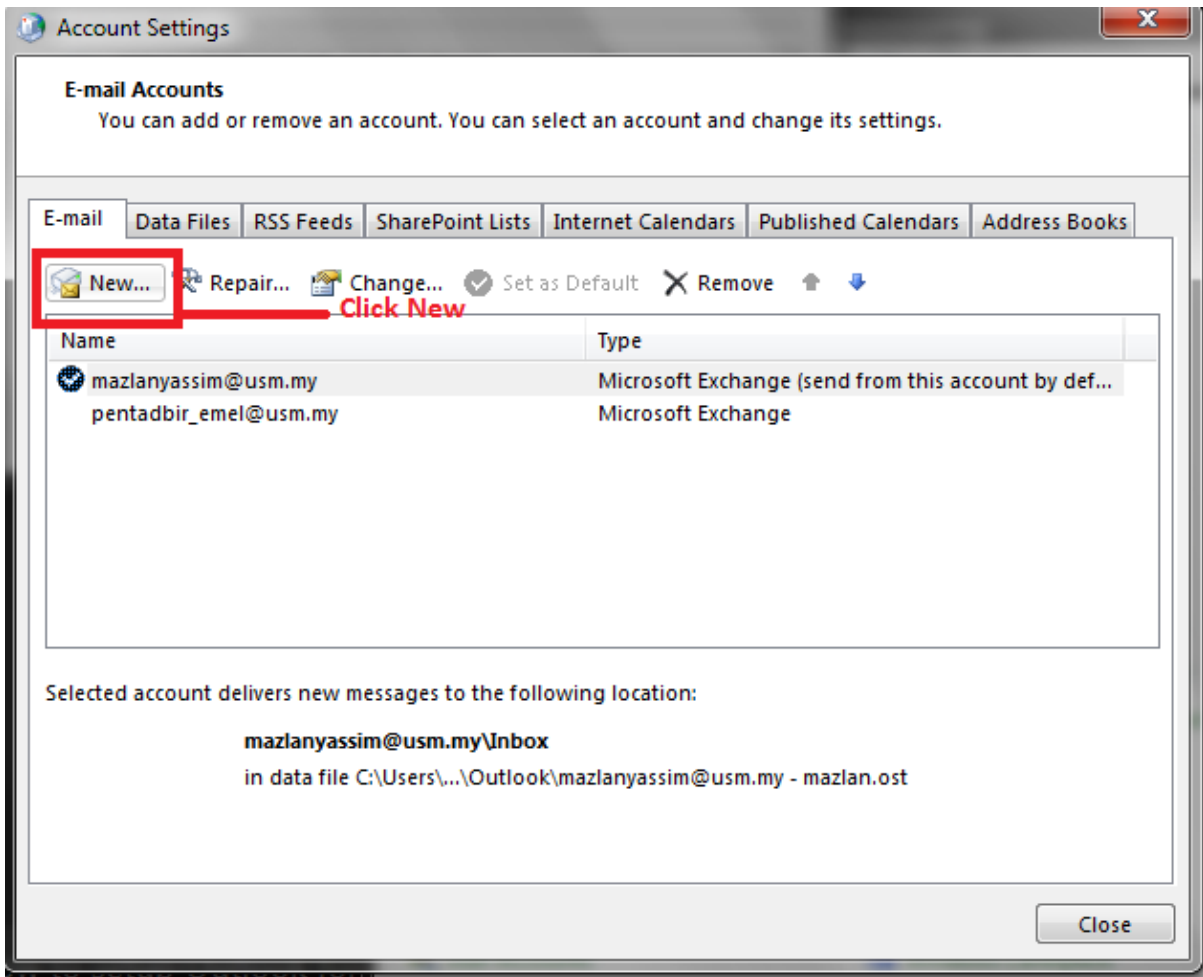 Account Settings
E-mail Accounts
You can add or remove an account. You can select an account and change its settings.
E-mail Data Files RSS Feeds SharePoint Lists Internet Calendars Published Calendars Address Books
New... Repair... Change... Set as Default Remove
Click New
Name Type
mazlanyassim@usm.my Microsoft Exchange (send from this account by def...
pentadbir_emel@usm.my Microsoft Exchange
Selected account delivers new messages to the following location:
mazlanyassim@usm.my\Inbox
in data file C:\Users\...\Outlook\mazlanyassim@usm.my - mazlan.ost
Close